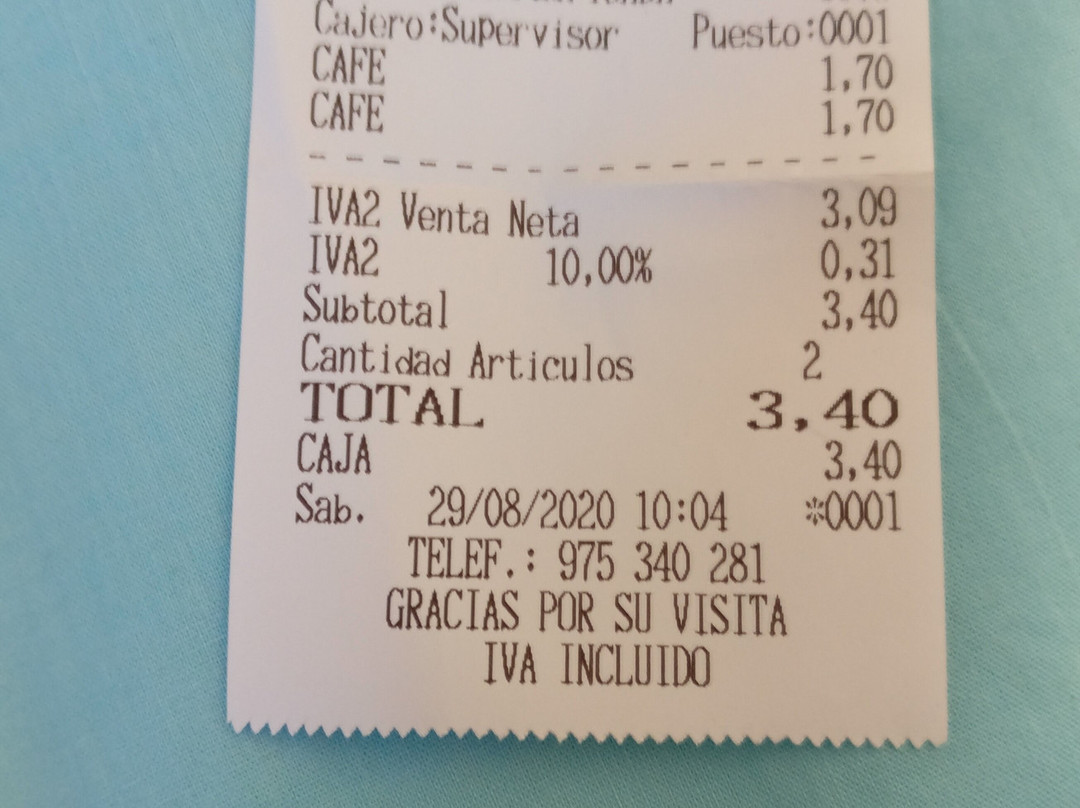 Cajero:Supervisor Puesto:0001
CAFE 1,70
CAFE 1,70
IVA2 Venta Neta 3,09
IVA2 10,00% 0,31
Subtotal 3,40
Cantidad Articulos 2
TOTAL 3,40
CAJA 3,40
Sab. 29/08/2020 10:04 *0001
TELEF.: 975 340 281
GRACIAS POR SU VISITA
IVA INCLUIDO